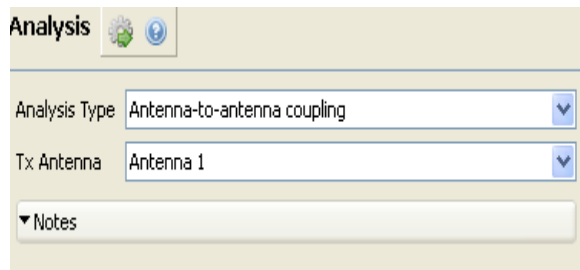 Analysis
Analysis Type Antenna-to-antenna coupling
Tx Antenna Antenna 1
Notes